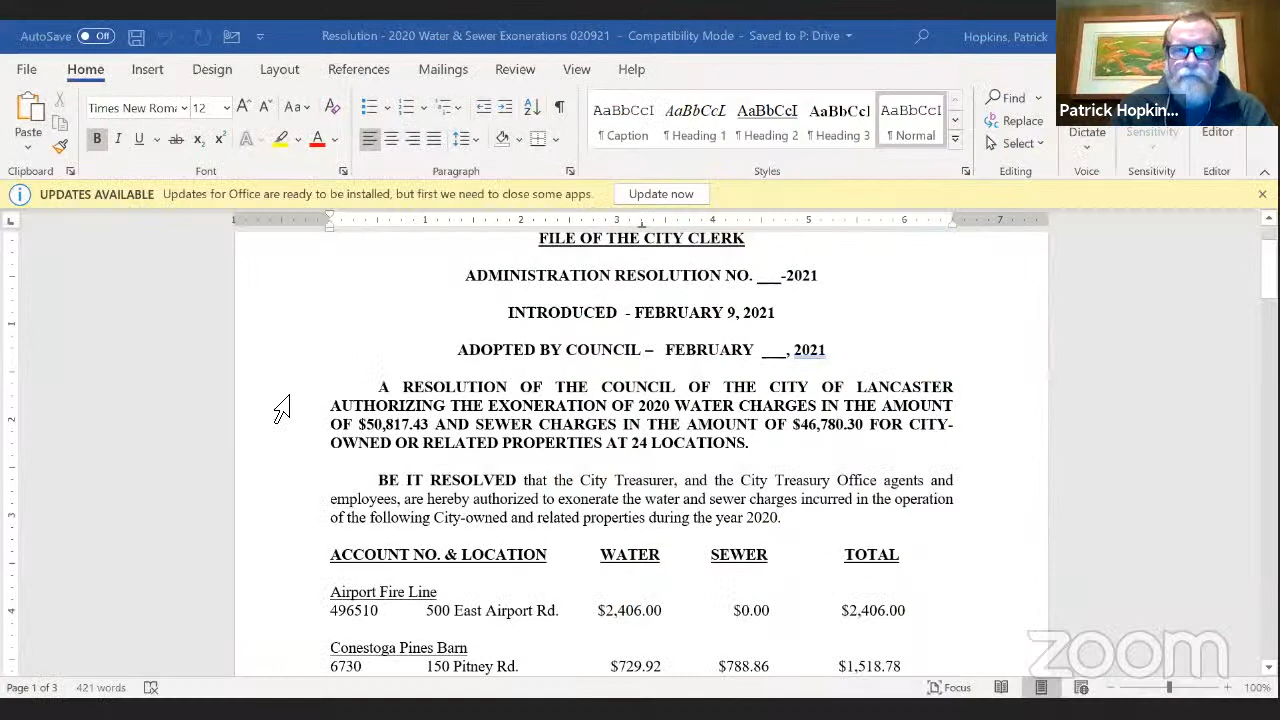 AutoSave Off
Resolution - 2020 Water & Sewer Exonerations 020921 - Compatibility Mode - Saved to P: Drive
Hopkins, Patrick
File Home Insert Design Layout References Mailings Review View Help
Times New Roma 12
Paste
AaBbCcI AaBbCcI AaBbCcI AaBbCcI AaBbCcI
¶ Caption ¶ Heading 1 ¶ Heading 2 ¶ Heading 3 ¶ Normal
Find
Replace
Select
Patrick Hopkin...
Dictate Sensitivity Editor
Clipboard Font Paragraph Styles Editing Voice Sensitivity Editor
UPDATES AVAILABLE Updates for Office are ready to be installed, but first we need to close some apps. Update now
1 1 2 3 4 5 6 7
FILE OF THE CITY CLERK
ADMINISTRATION RESOLUTION NO. ___-2021
INTRODUCED - FEBRUARY 9, 2021
ADOPTED BY COUNCIL – FEBRUARY ___, 2021
A RESOLUTION OF THE COUNCIL OF THE CITY OF LANCASTER
AUTHORIZING THE EXONERATION OF 2020 WATER CHARGES IN THE AMOUNT
OF $50,817.43 AND SEWER CHARGES IN THE AMOUNT OF $46,780.30 FOR CITY-
OWNED OR RELATED PROPERTIES AT 24 LOCATIONS.
BE IT RESOLVED that the City Treasurer, and the City Treasury Office agents and
employees, are hereby authorized to exonerate the water and sewer charges incurred in the operation
of the following City-owned and related properties during the year 2020.
ACCOUNT NO. & LOCATION WATER SEWER TOTAL
Airport Fire Line
496510 500 East Airport Rd. $2,406.00 $0.00 $2,406.00
Conestoga Pines Barn
6730 150 Pitney Rd. $729.92 $788.86 $1,518.78
zoom
Page 1 of 3 421 words Focus 100%